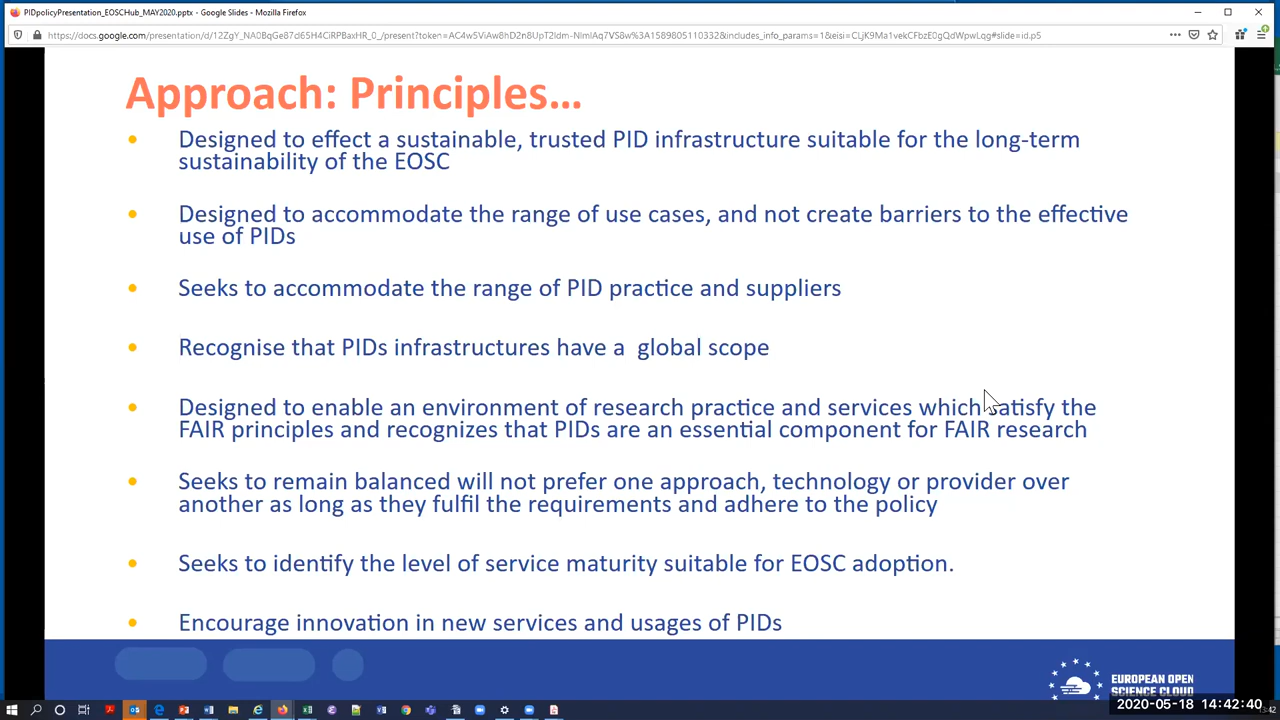 PIDpolicyPresentation_EOSCHub_MAY2020.pptx - Google Slides - Mozilla Firefox
Approach: Principles...
Designed to effect a sustainable, trusted PID infrastructure suitable for the long-term
sustainability of the EOSC
Designed to accommodate the range of use cases, and not create barriers to the effective
use of PIDs
Seeks to accommodate the range of PID practice and suppliers
Recognise that PIDs infrastructures have a global scope
Designed to enable an environment of research practice and services which satisfy the
FAIR principles and recognizes that PIDs are an essential component for FAIR research
Seeks to remain balanced will not prefer one approach, technology or provider over
another as long as they fulfil the requirements and adhere to the policy
Seeks to identify the level of service maturity suitable for EOSC adoption.
Encourage innovation in new services and usages of PIDs
EUROPEAN OPEN
SCIENCE CLOUD
2020-05-18 14:42:40